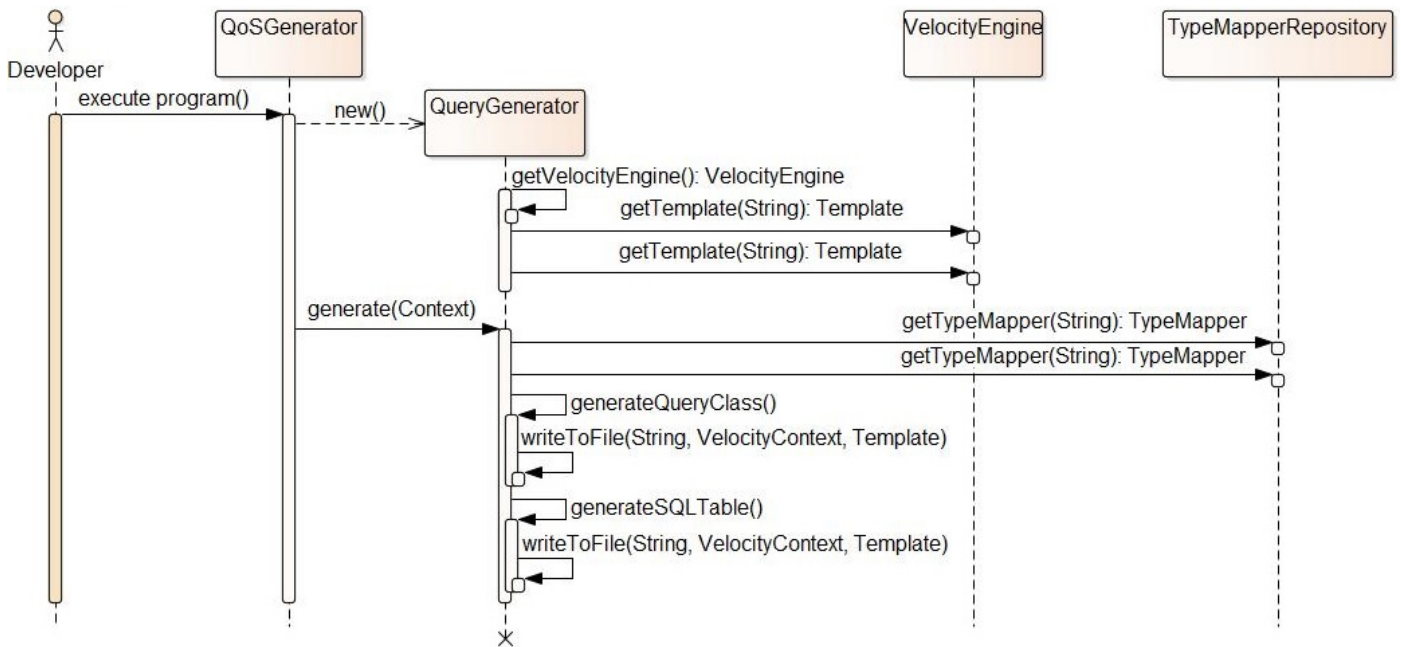 QoSGenerator
VelocityEngine
TypeMapperRepository
Developer
execute program()
new()
QueryGenerator
getVelocityEngine(): VelocityEngine
getTemplate(String): Template
getTemplate(String): Template
generate(Context)
getTypeMapper(String): TypeMapper
getTypeMapper(String): TypeMapper
generateQueryClass()
writeToFile(String, VelocityContext, Template)
generateSQLTable()
writeToFile(String, VelocityContext, Template)